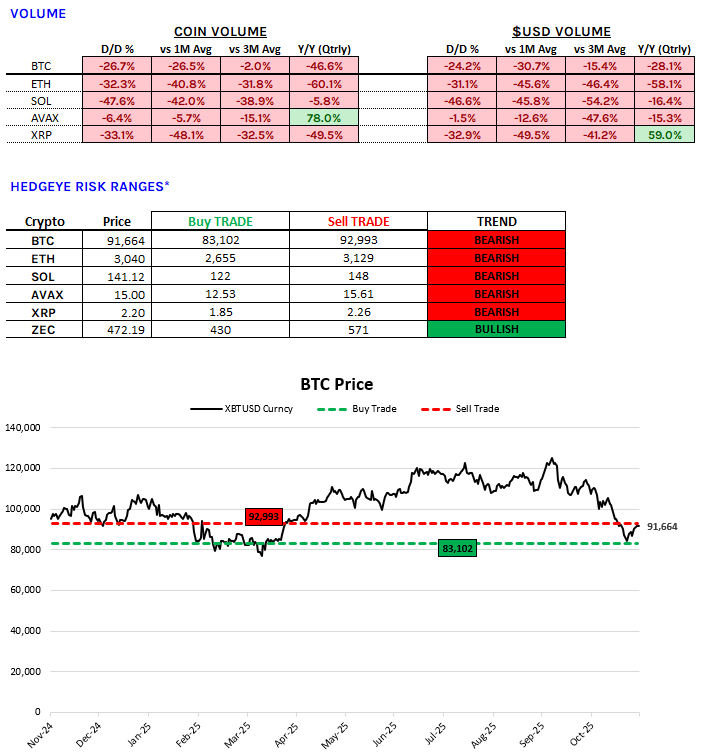 VOLUME
COIN VOLUME $USD VOLUME
D/D % vs 1M Avg vs 3M Avg Y/Y (Qtrly) D/D % vs 1M Avg vs 3M Avg Y/Y (Qtrly)
BTC -26.7% -26.5% -2.0% -46.6% -24.2% -30.7% -15.4% -28.1%
ETH -32.3% -40.8% -31.8% -60.1% -31.1% -45.6% -46.4% -58.1%
SOL -47.6% -42.0% -38.9% -5.8% -46.6% -45.8% -54.2% -16.4%
AVAX -6.4% -5.7% -15.1% 78.0% -1.5% -12.6% -47.6% -15.3%
XRP -33.1% -48.1% -32.5% -49.5% -32.9% -49.5% -41.2% 59.0%
HEDGEYE RISK RANGES*
Crypto Price Buy TRADE Sell TRADE TREND
BTC 91,664 83,102 92,993 BEARISH
ETH 3,040 2,655 3,129 BEARISH
SOL 141.12 122 148 BEARISH
AVAX 15.00 12.53 15.61 BEARISH
XRP 2.20 1.85 2.26 BEARISH
ZEC 472.19 430 571 BULLISH
BTC Price
XBTUSD Curncy Buy Trade Sell Trade
140,000
120,000
100,000
92,993
91,664
80,000
83,102
60,000
40,000
20,000
0
Nov-24 Dec-24 Jan-25 Feb-25 Mar-25 Apr-25 May-25 Jun-25 Jul-25 Aug-25 Sep-25 Oct-25